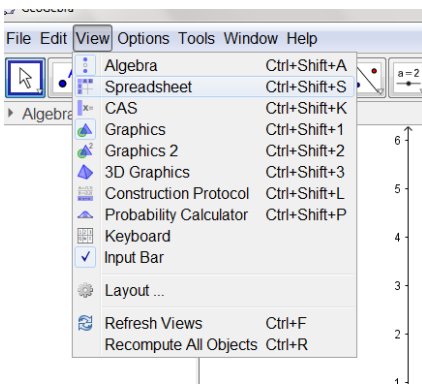 GeoGebra
File Edit View Options Tools Window Help
a=2
Algebra Ctrl+Shift+A
Spreadsheet Ctrl+Shift+S
CAS Ctrl+Shift+K
Graphics Ctrl+Shift+1
Graphics 2 Ctrl+Shift+2
3D Graphics Ctrl+Shift+3
Construction Protocol Ctrl+Shift+L
Probability Calculator Ctrl+Shift+P
Keyboard
Input Bar
Layout ...
Refresh Views Ctrl+F
Recompute All Objects Ctrl+R
Algebra
6
5
4
3
2
1